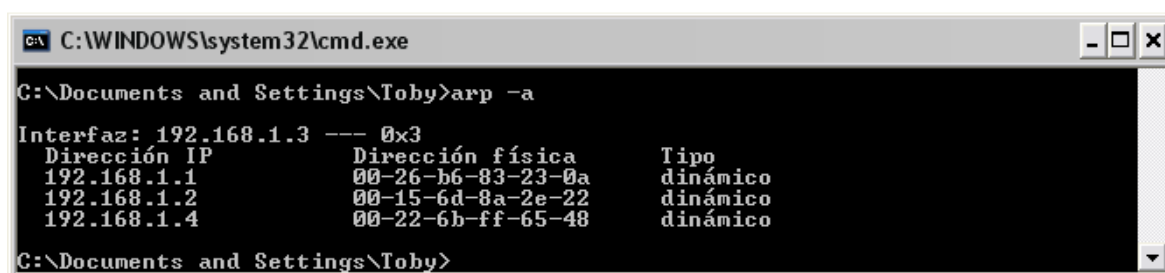 C:\WINDOWS\system32\cmd.exe
C:\Documents and Settings\Toby>arp -a
Interfaz: 192.168.1.3 --- 0x3
Dirección IP Dirección física Tipo
192.168.1.1 00-26-b6-83-23-0a dinámico
192.168.1.2 00-15-6d-8a-2e-22 dinámico
192.168.1.4 00-22-6b-ff-65-48 dinámico
C:\Documents and Settings\Toby>